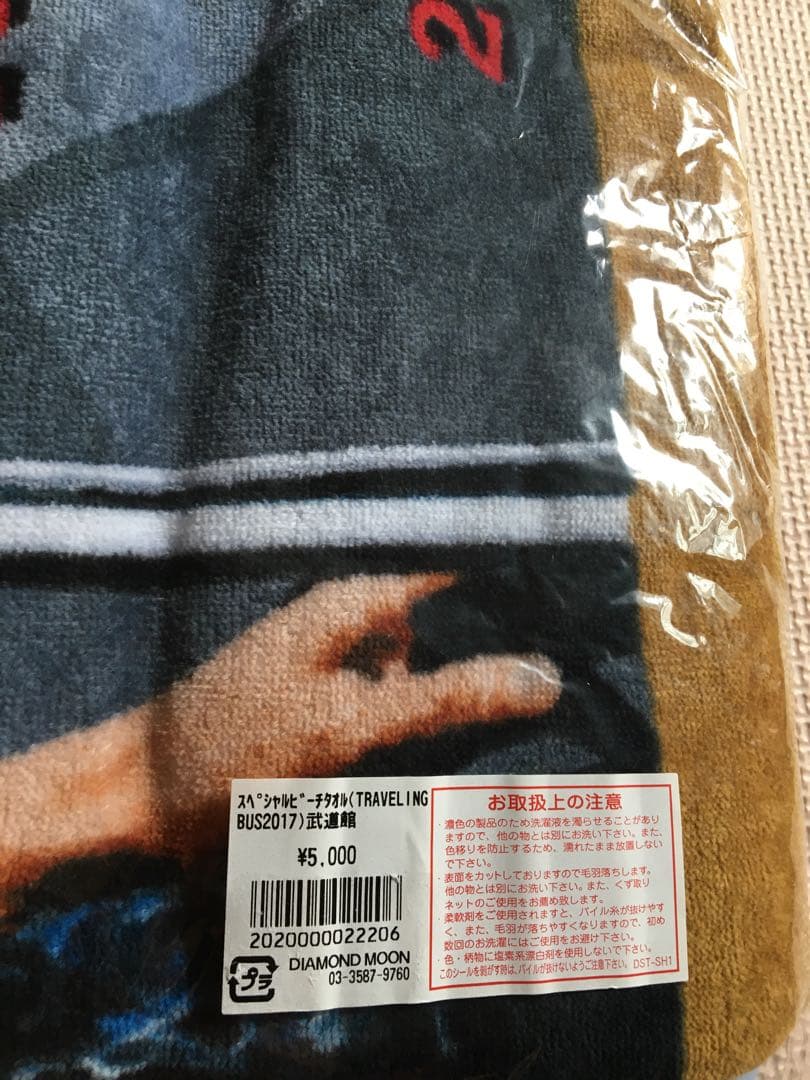 2
スペシャルビーチタオル(TRAVELING
BUS2017)武道館
¥5,000
2020000022206
DIAMOND MOON
03-3587-9760
プラ
お取扱上の注意
・濃色の製品のため洗濯液を濁らせることがあり
ますので、他の物とは別にお洗い下さい。また、
色移りを防止するため、濡れたまま放置しない
で下さい。
・表面をカットしておりますので毛羽落ちします。
他の物とは別にお洗い下さい。また、くず取り
ネットのご使用をお薦め致します。
・柔軟剤をご使用されますと、パイル糸が抜けやす
く、また、毛羽が落ちやすくなりますので、初め
数回のお洗濯にはご使用をお避け下さい。
・色・柄物に塩素系漂白剤を使用しないで下さい。
このシールを剥がす時は、パイルが抜けないようご注意下さい。DST-SH1